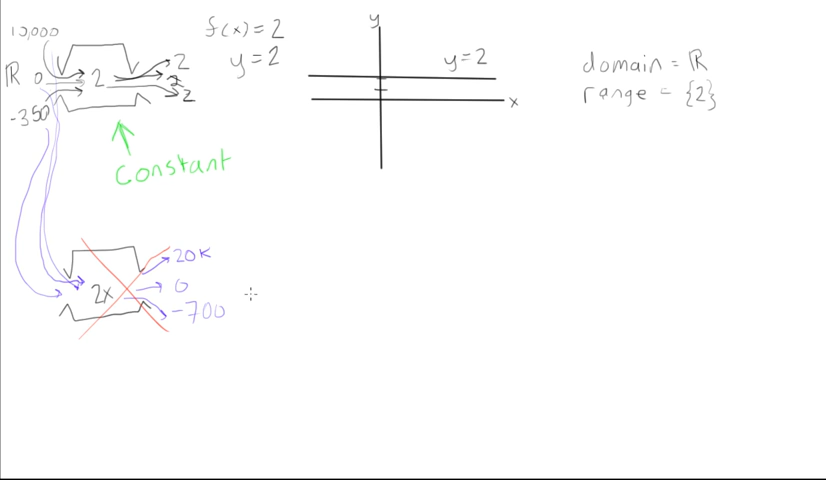 10,000
ℝ 0 2 2
2
-350 2
f(x) = 2
y = 2
y
y = 2
x
domain = ℝ
range = {2}
Constant
2x
20K
0
-700